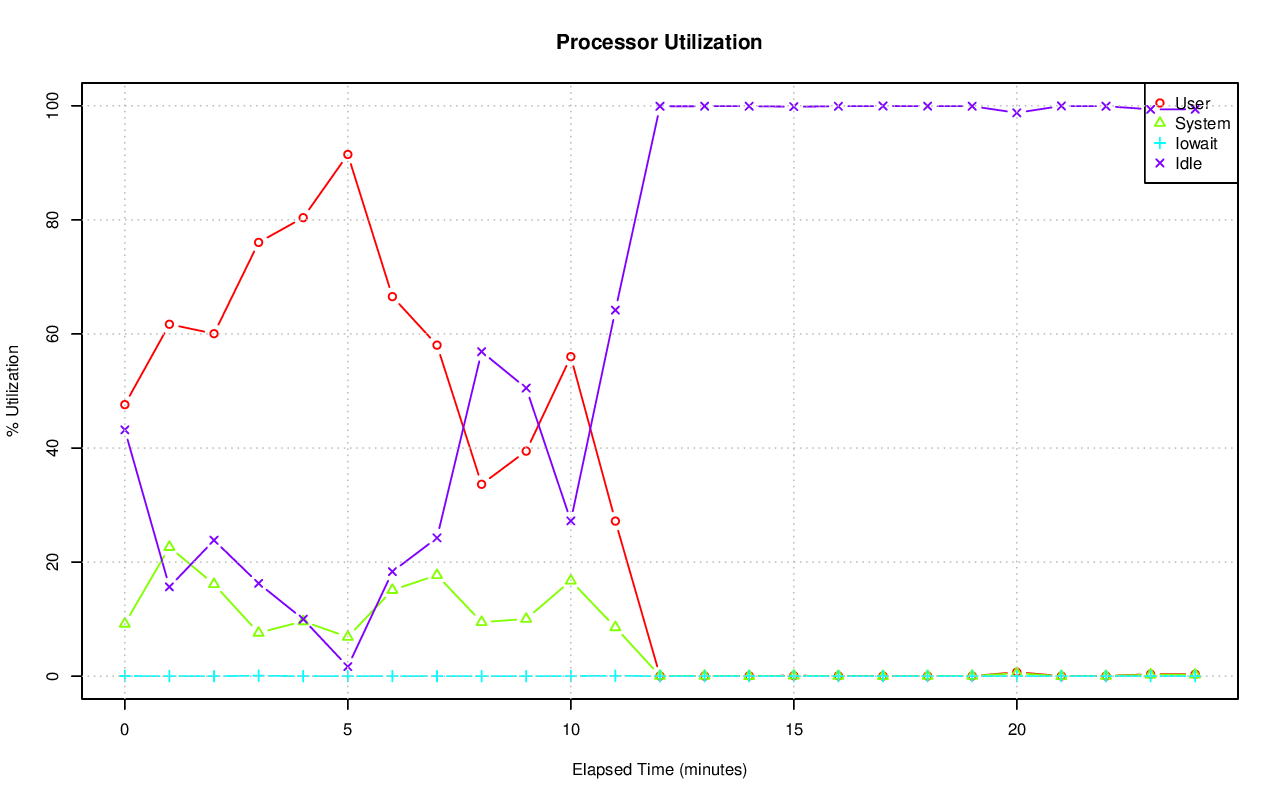 Processor Utilization
% Utilization
100
80
60
40
20
0
User
System
Iowait
Idle
0 5 10 15 20
Elapsed Time (minutes)